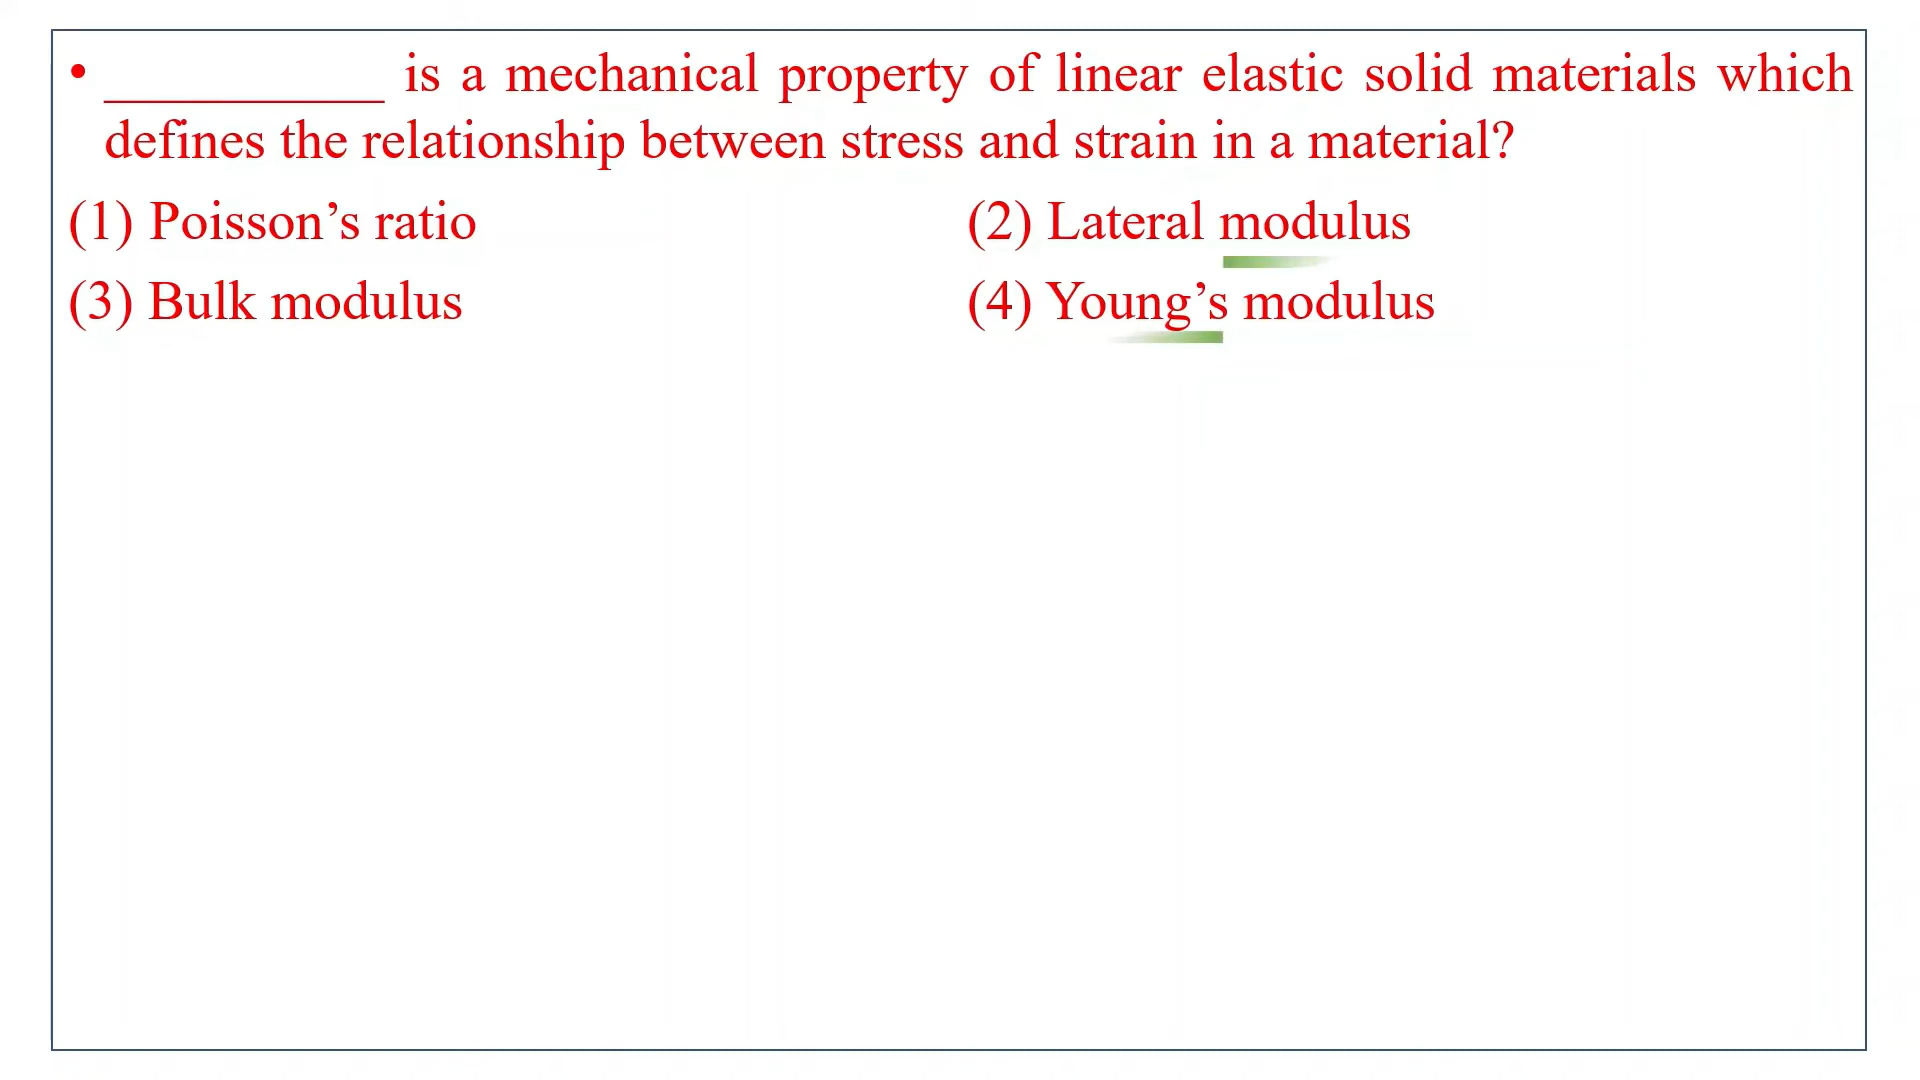 • __________ is a mechanical property of linear elastic solid materials which
defines the relationship between stress and strain in a material?
(1) Poisson’s ratio (2) Lateral modulus
(3) Bulk modulus (4) Young’s modulus